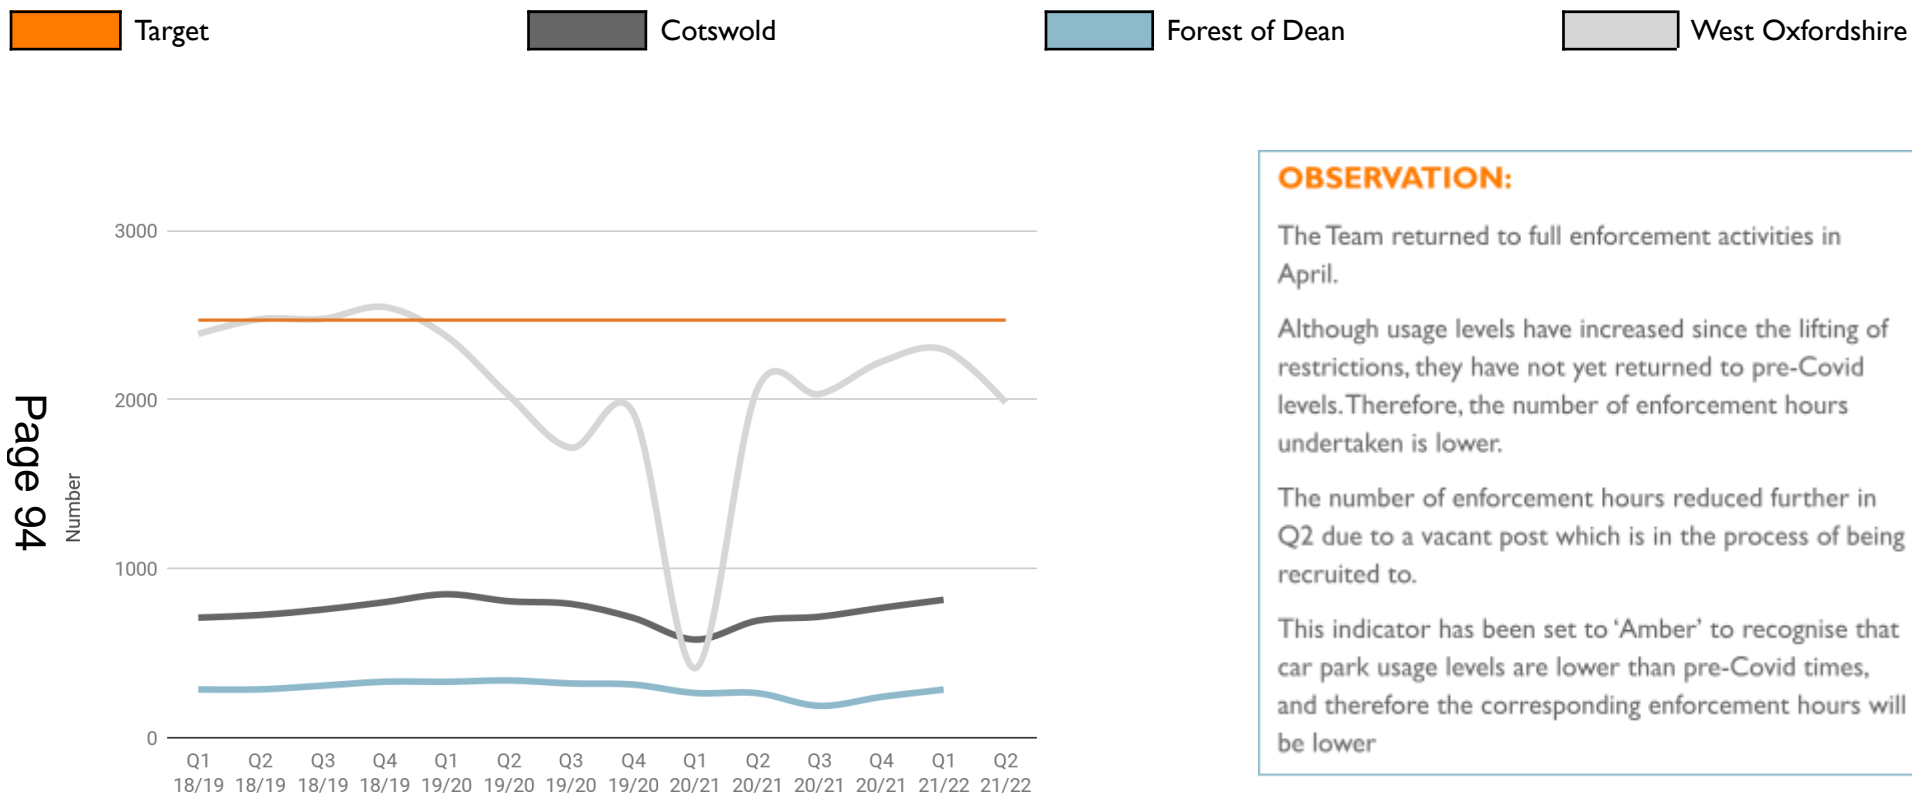 Target
Cotswold
Forest of Dean
West Oxfordshire
Page 94
Number
3000
2000
1000
0
Q1 Q2 Q3 Q4 Q1 Q2 Q3 Q4 Q1 Q2 Q3 Q4 Q1 Q2
18/19 18/19 18/19 18/19 19/20 19/20 19/20 19/20 20/21 20/21 20/21 20/21 21/22 21/22
OBSERVATION:
The Team returned to full enforcement activities in
April.
Although usage levels have increased since the lifting of
restrictions, they have not yet returned to pre-Covid
levels. Therefore, the number of enforcement hours
undertaken is lower.
The number of enforcement hours reduced further in
Q2 due to a vacant post which is in the process of being
recruited to.
This indicator has been set to ‘Amber’ to recognise that
car park usage levels are lower than pre-Covid times,
and therefore the corresponding enforcement hours will
be lower